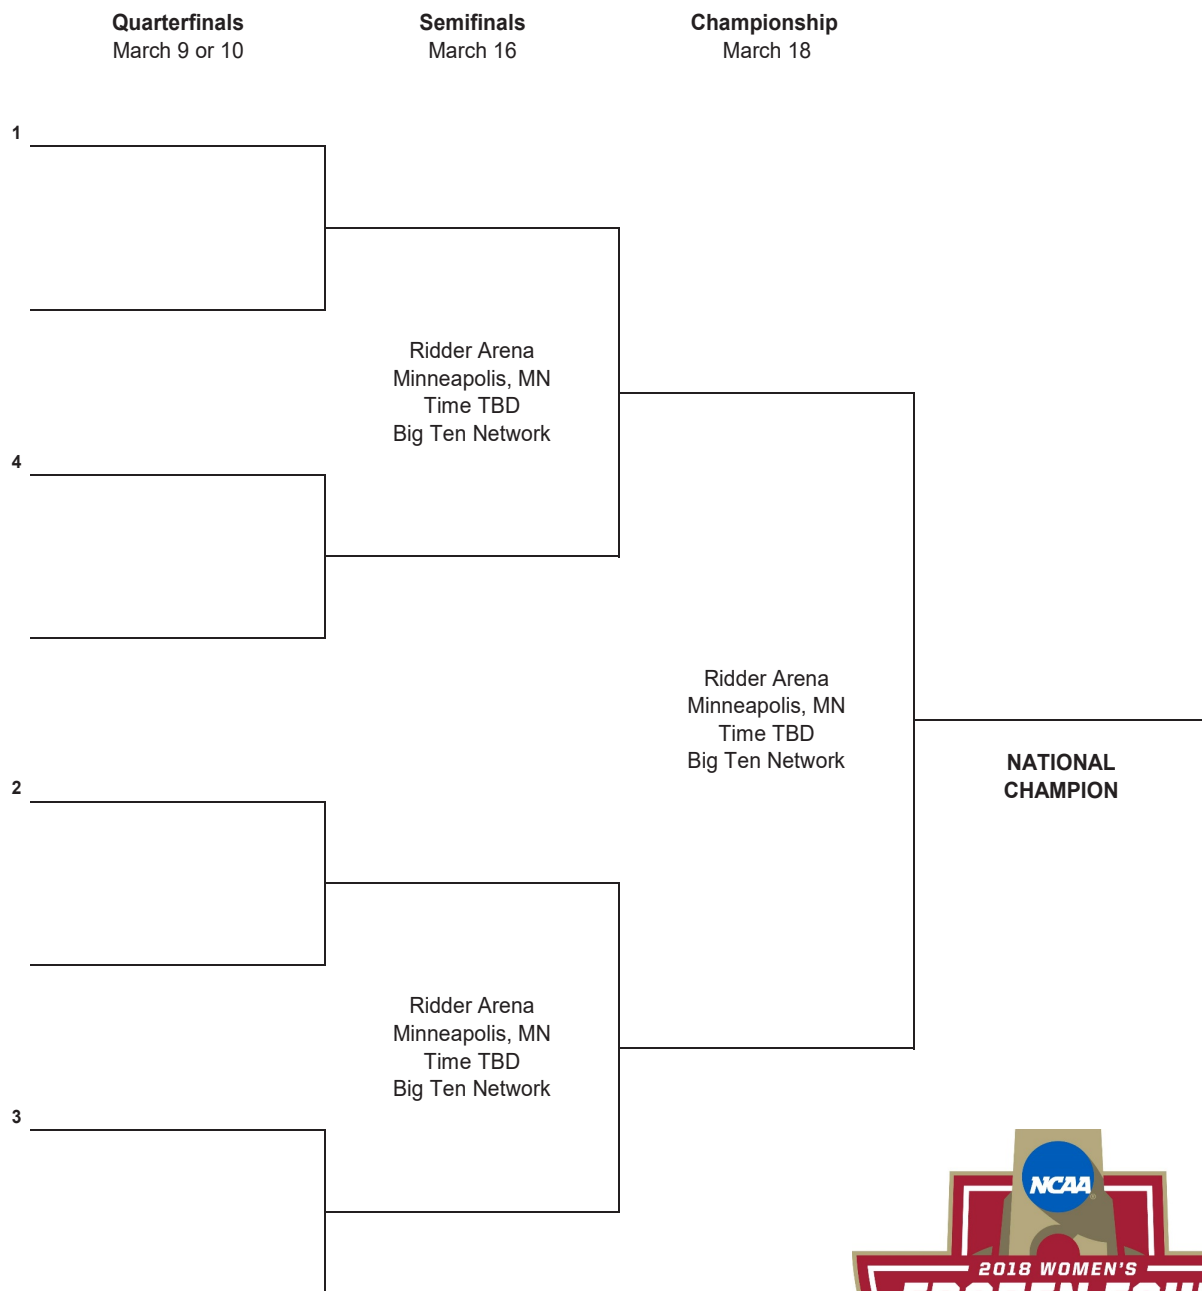 Quarterfinals
March 9 or 10
Semifinals
March 16
Championship
March 18
1
Ridder Arena
Minneapolis, MN
Time TBD
Big Ten Network
4
Ridder Arena
Minneapolis, MN
Time TBD
Big Ten Network
NATIONAL
CHAMPION
2
Ridder Arena
Minneapolis, MN
Time TBD
Big Ten Network
3
NCAA
2018 WOMEN'S